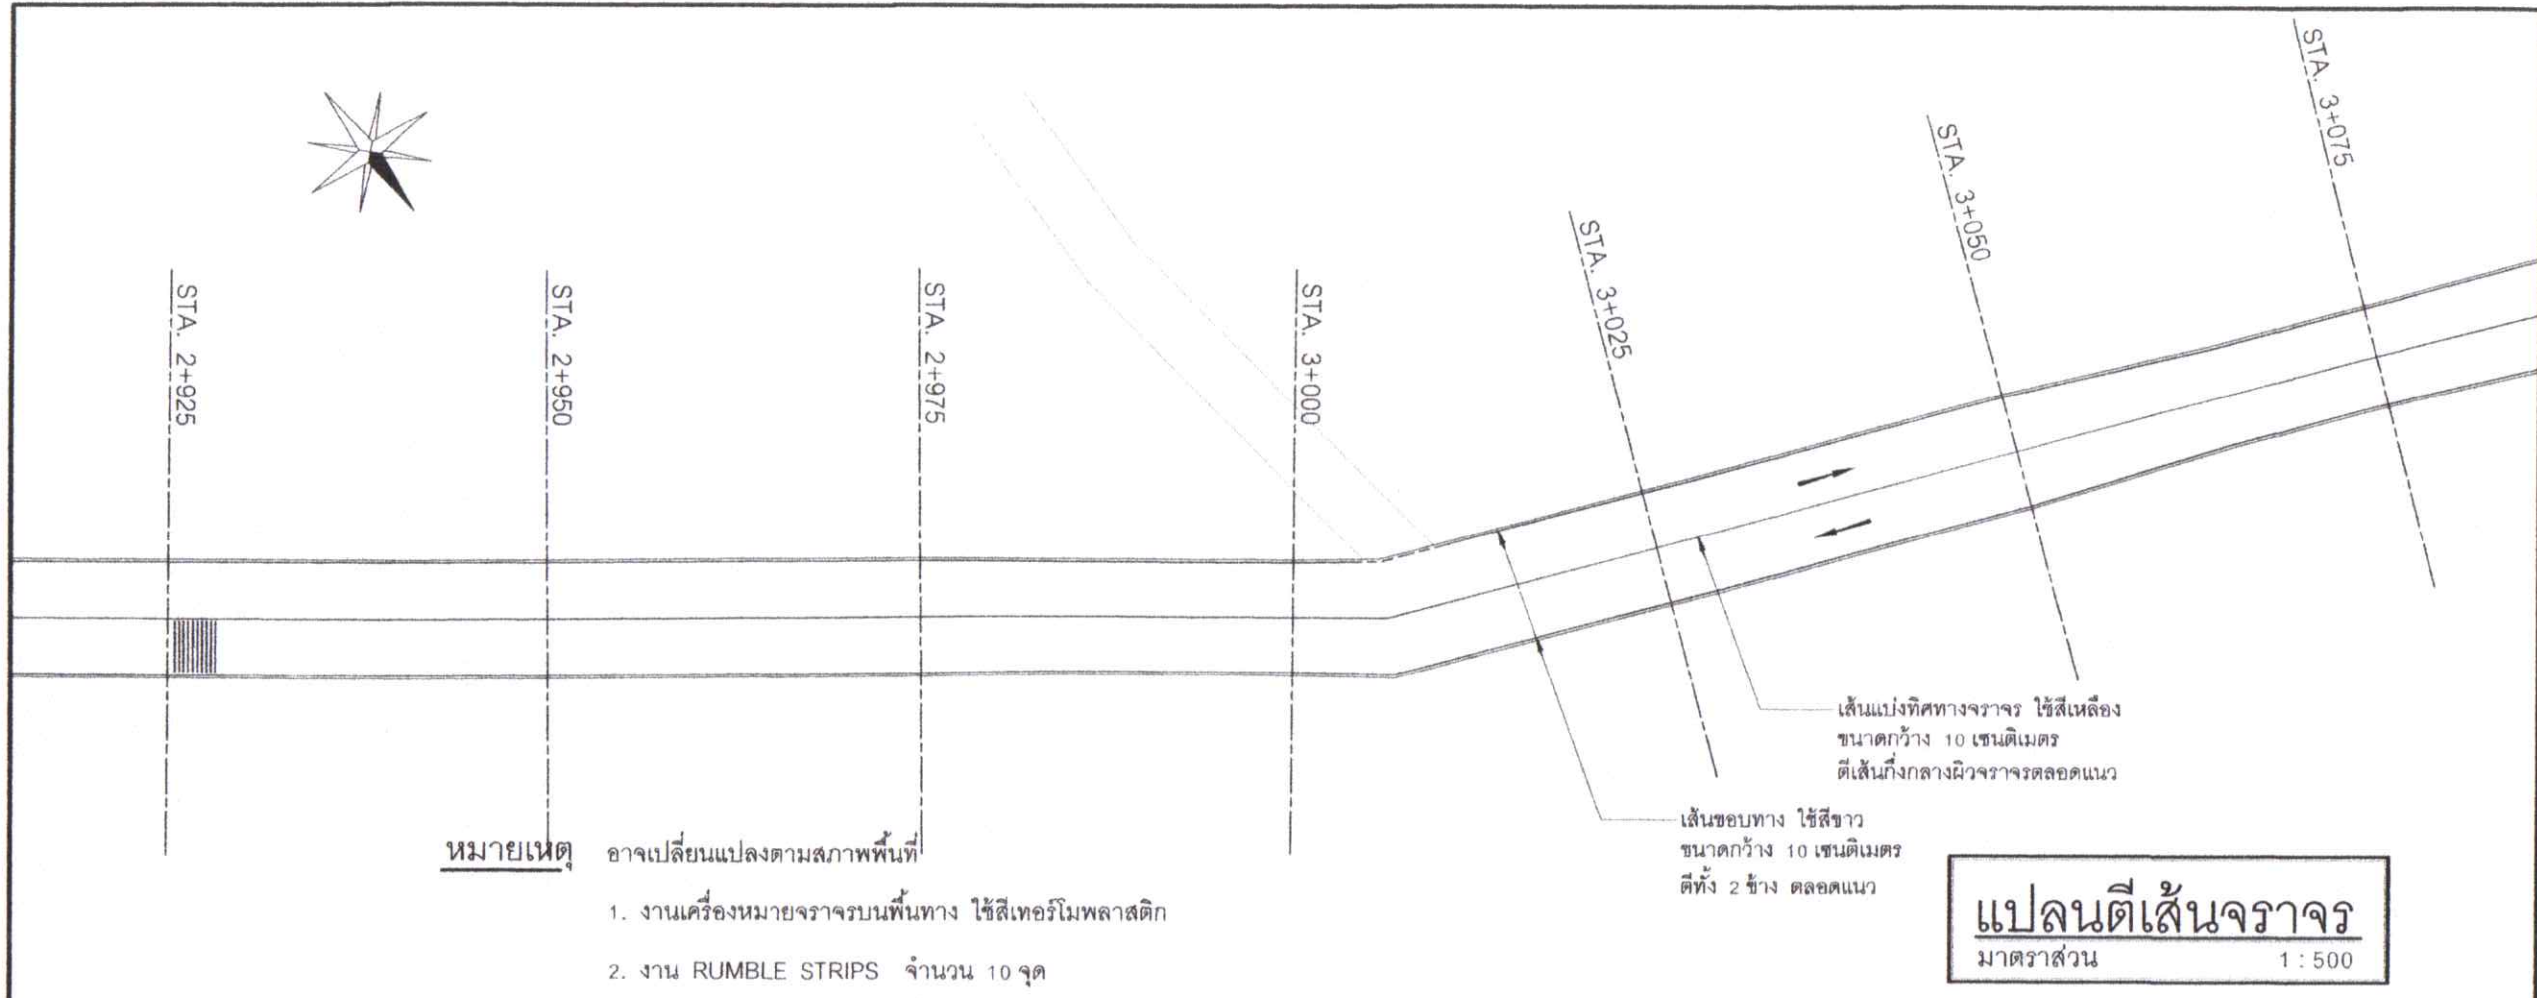 STA. 2+925
STA. 2+950
STA. 2+975
STA. 3+000
STA. 3+025
STA. 3+050
STA. 3+075
เส้นแบ่งทิศทางจราจร ใช้สีเหลือง
ขนาดกว้าง 10 เซนติเมตร
ตีเส้นกึ่งกลางผิวจราจรตลอดแนว
เส้นขอบทาง ใช้สีขาว
ขนาดกว้าง 10 เซนติเมตร
ตีทั้ง 2 ข้าง ตลอดแนว
หมายเหตุ อาจเปลี่ยนแปลงตามสภาพพื้นที่
1. งานเครื่องหมายจราจรบนพื้นทาง ใช้สีเทอร์โมพลาสติก
2. งาน RUMBLE STRIPS จำนวน 10 จุด
แปลนตีเส้นจราจร
มาตราส่วน 1 : 500